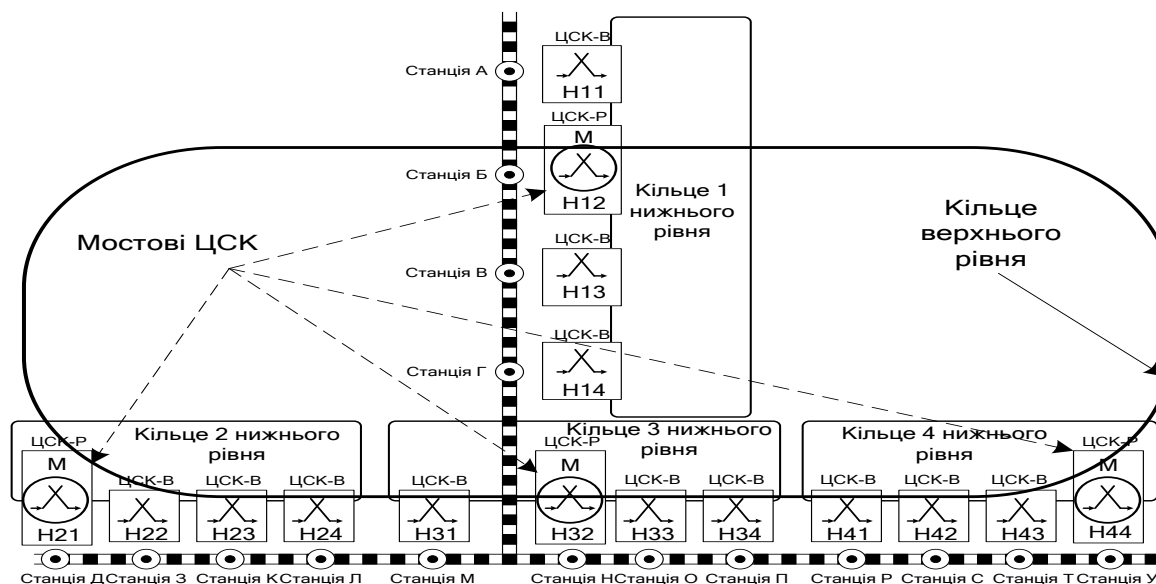 ЦСК-В
Станція А
Н11
ЦСК-Р
М
Станція Б
Н12
Кільце 1
нижнього
рівня
Мостові ЦСК
Кільце
верхнього
рівня
ЦСК-В
Станція В
Н13
ЦСК-В
Станція Г
Н14
Кільце 2 нижнього
рівня
Кільце 3 нижнього
рівня
Кільце 4 нижнього
рівня
ЦСК-Р
М
Н21
ЦСК-В
Н22
ЦСК-В
Н23
ЦСК-В
Н24
ЦСК-В
Н31
ЦСК-Р
М
Н32
ЦСК-В
Н33
ЦСК-В
Н34
ЦСК-В
Н41
ЦСК-В
Н42
ЦСК-В
Н43
ЦСК-Р
М
Н44
Станція Д Станція З Станція К Станція Л Станція М Станція Н Станція О Станція П Станція Р Станція С Станція Т Станція У